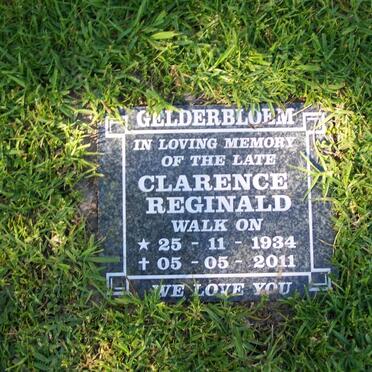 GELDERBLOEM
IN LOVING MEMORY
OF THE LATE
CLARENCE
REGINALD
WALK ON
★ 25 - 11 - 1934
✝ 05 - 05 - 2011
WE LOVE YOU